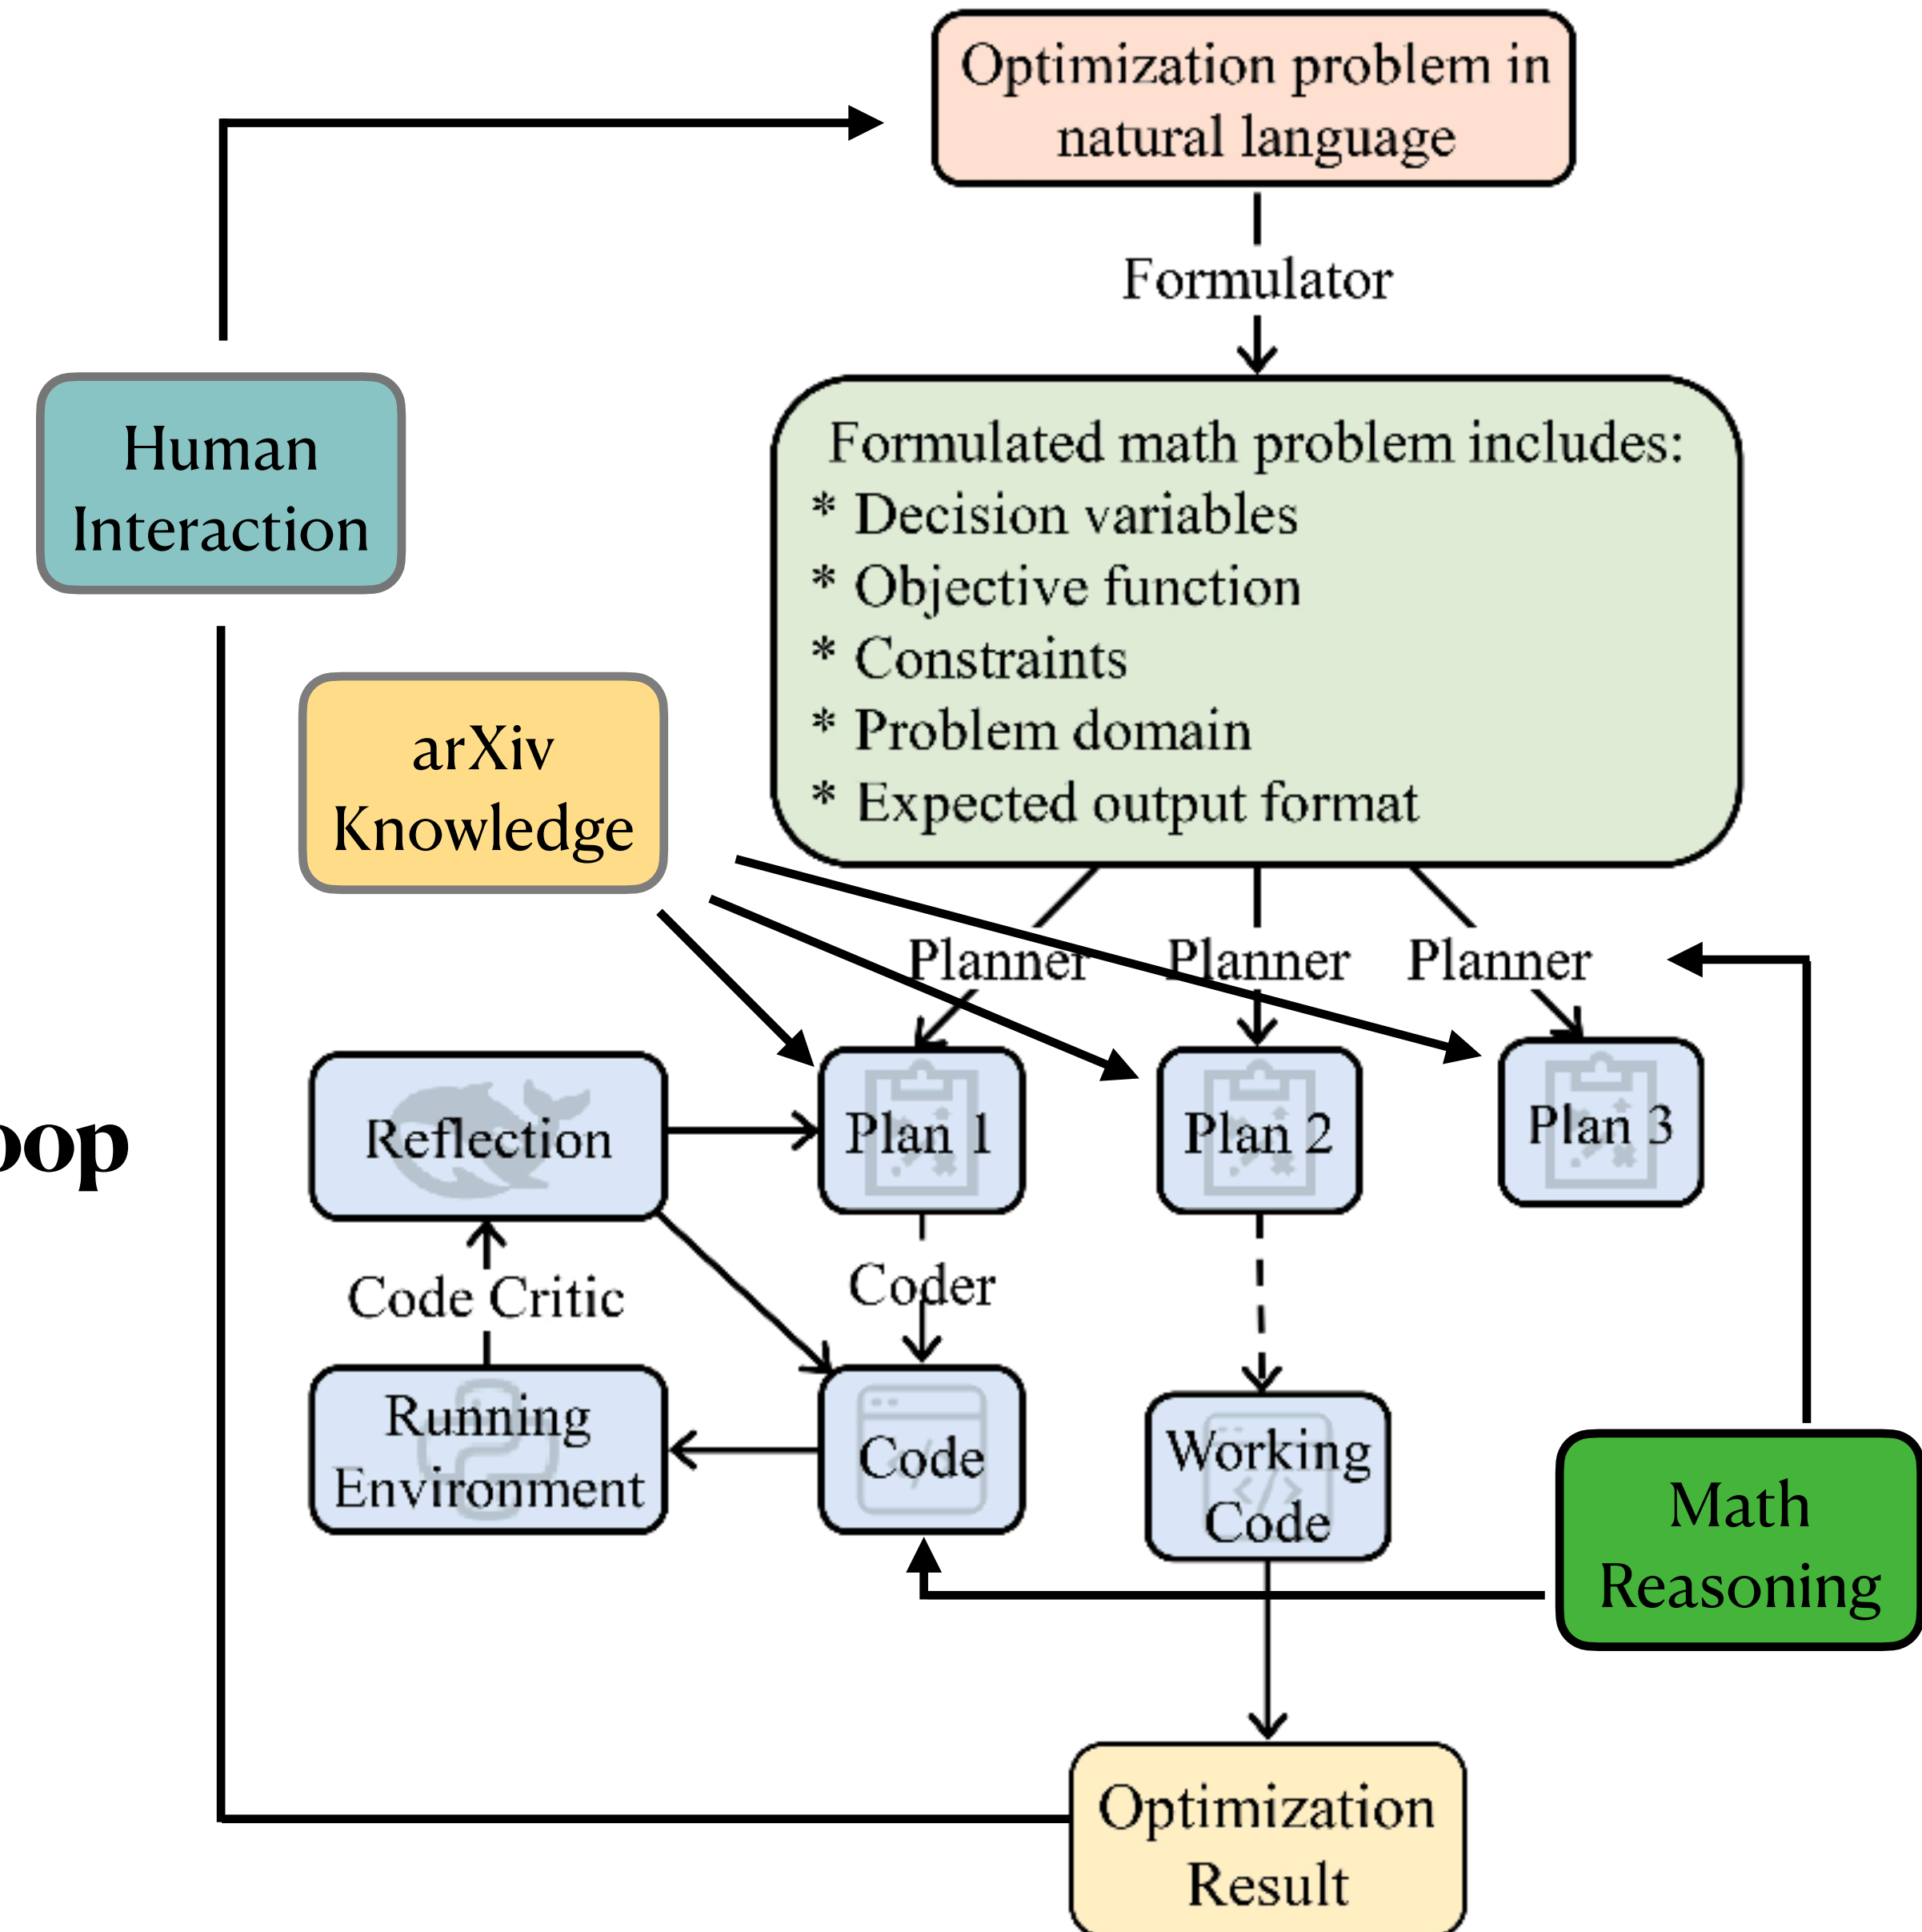 Optimization problem in
natural language
Formulator
Human
Interaction
Formulated math problem includes:
* Decision variables
* Objective function
* Constraints
* Problem domain
* Expected output format
arXiv
Knowledge
Planner
Planner
Planner
Reflection
Plan 1
Plan 2
Plan 3
Code Critic
Coder
Running
Environment
Code
Working
Code
Math
Reasoning
Optimization
Result